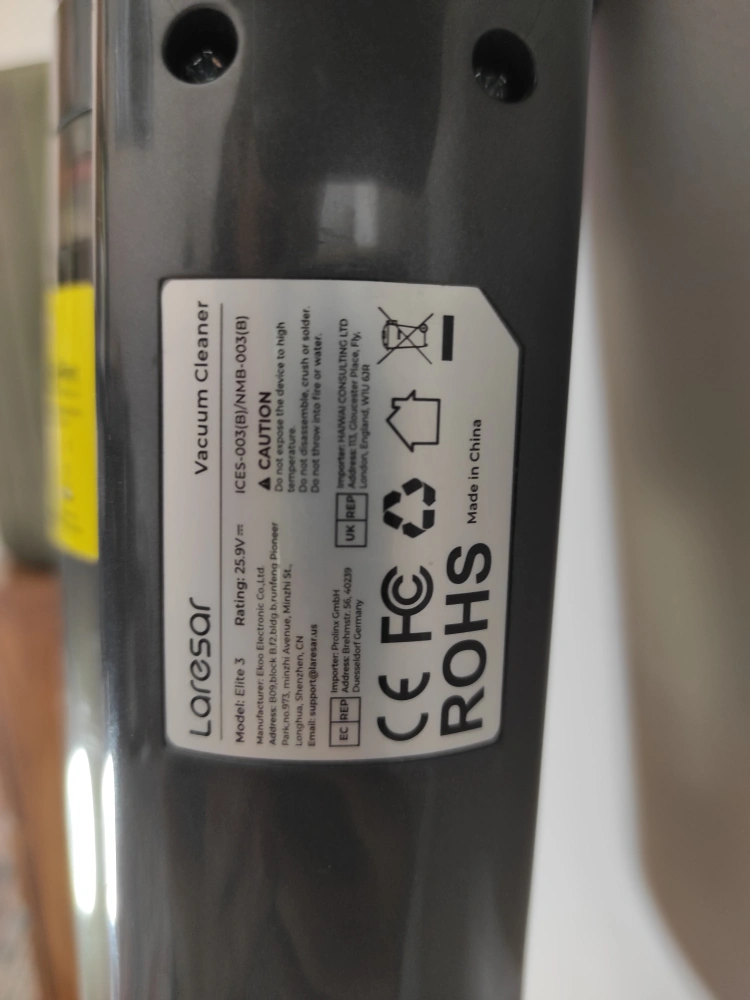 Laresar Vacuum Cleaner
Model: Elite 3 Rating: 25.9V ICES-003(B)/NMB-003(B)
Manufacturer: Ekoo Electronic Co.,Ltd.
Address: B09,block B,f2,bldg b,runfeng Pioneer
Park,no.973, minzhi Avenue, Minzhi St.,
Longhua, Shenzhen, CN
Email: support@laresar.us
CAUTION
Do not expose the device to high
temperature.
Do not disassemble, crush or solder.
Do not throw into fire or water.
EC REP
Importer: Prolinx GmbH
Address: Brehmstr. 56, 40239
Duesseldorf Germany
UK REP
Importer: HAIWAI CONSULTING LTD
Address: 113, Gloucester Place, Fly,
London, England, W1U 6JR
CE FC
ROHS Made in China